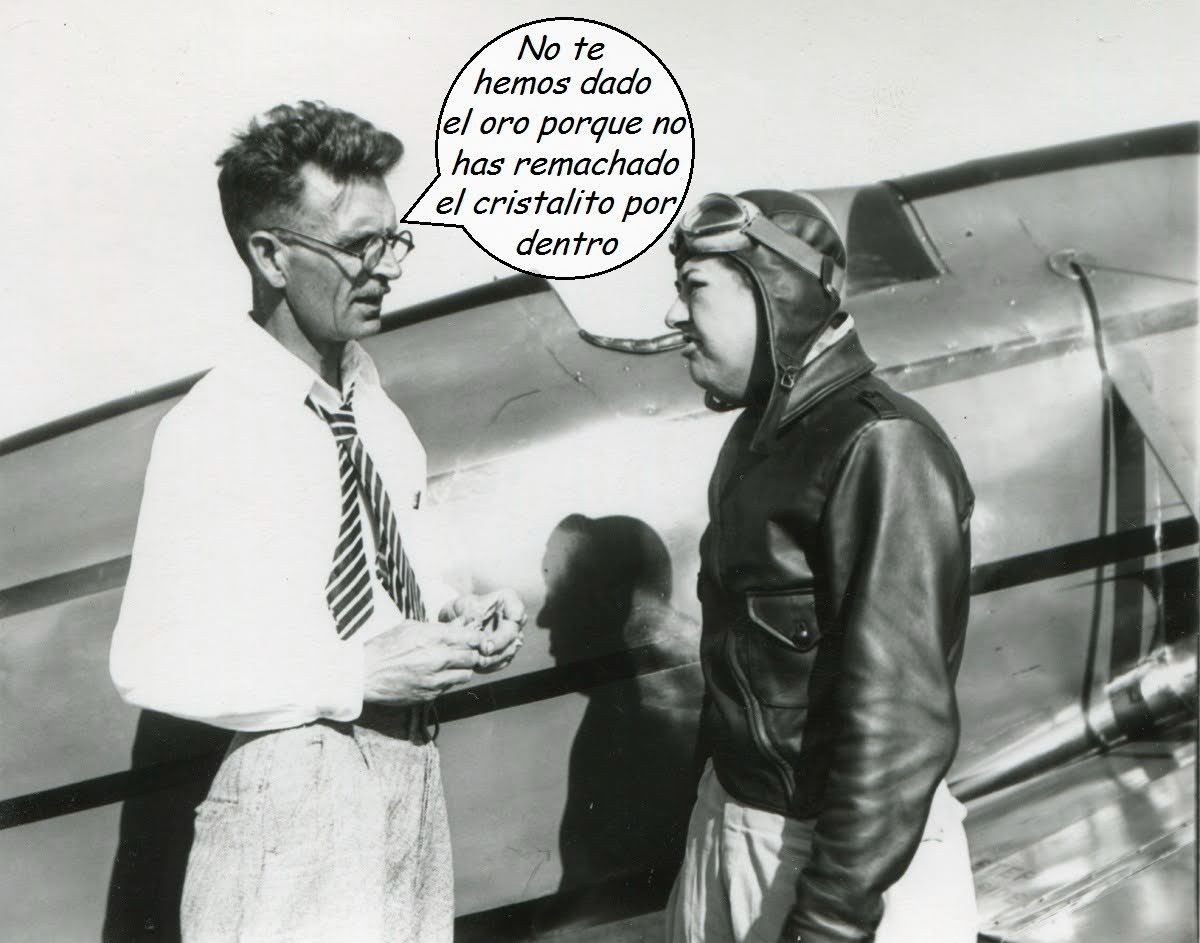 No te
hemos dado
el oro porque no
has remachado
el cristalito por
dentro